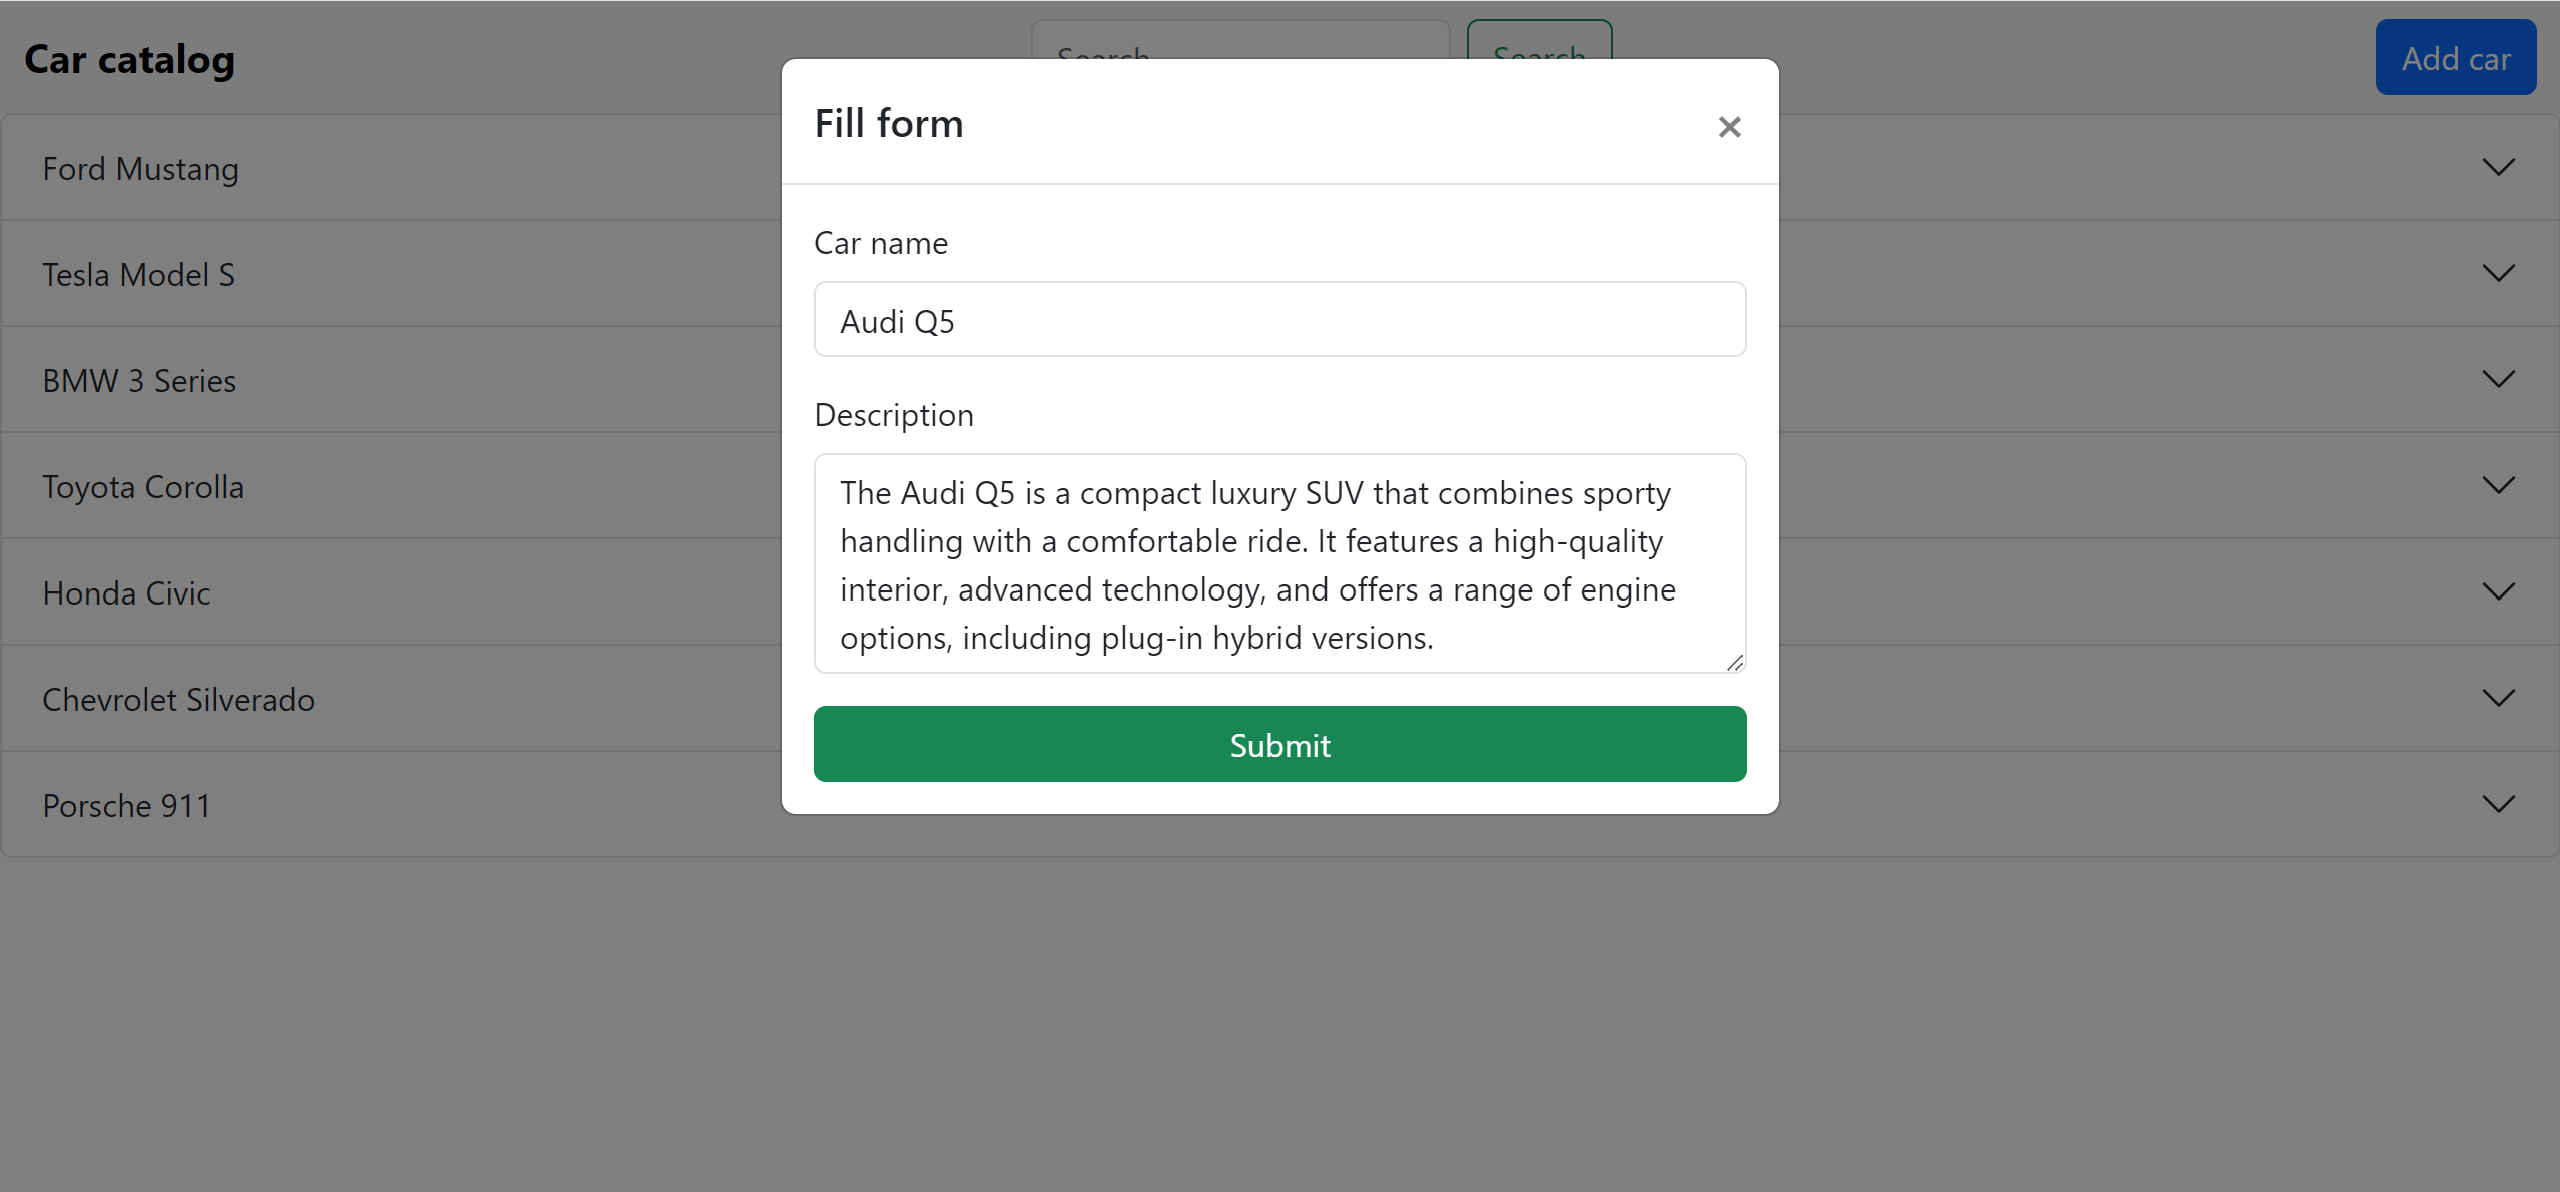 Car catalog
Search
Search
Add car
Ford Mustang
Tesla Model S
BMW 3 Series
Toyota Corolla
Honda Civic
Chevrolet Silverado
Porsche 911
Fill form
Car name
Audi Q5
Description
The Audi Q5 is a compact luxury SUV that combines sporty
handling with a comfortable ride. It features a high-quality
interior, advanced technology, and offers a range of engine
options, including plug-in hybrid versions.
Submit